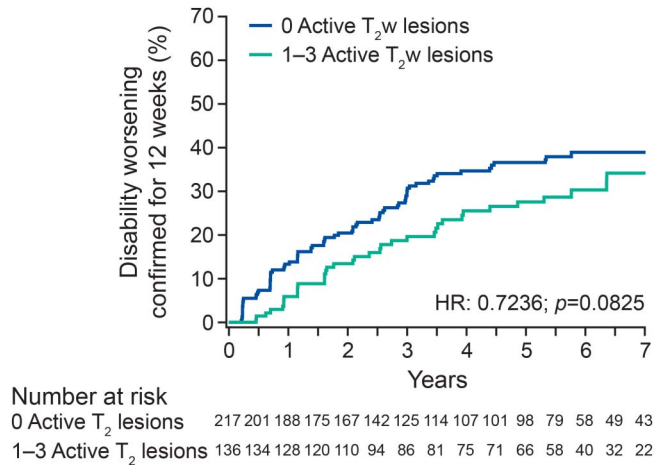 70
60
50
40
30
20
10
0
Disability worsening
confirmed for 12 weeks (%)
0 Active T₂w lesions
1–3 Active T₂w lesions
HR: 0.7236; p=0.0825
0 1 2 3 4 5 6 7
Years
Number at risk
0 Active T₂ lesions 217 201 188 175 167 142 125 114 107 101 98 79 58 49 43
1–3 Active T₂ lesions 136 134 128 120 110 94 86 81 75 71 66 58 40 32 22